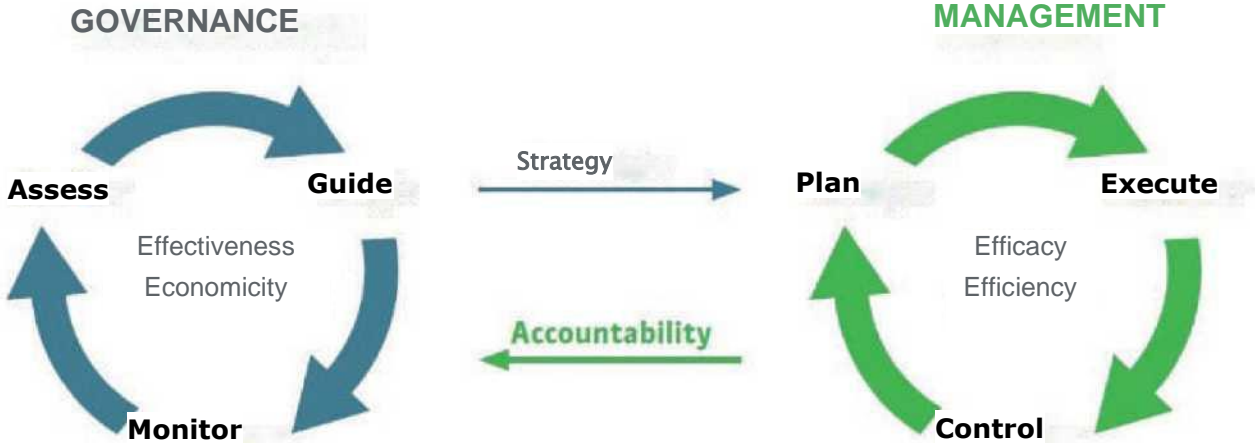 GOVERNANCE
MANAGEMENT
Strategy
Assess
Guide
Plan
Execute
Effectiveness
Economicity
Efficacy
Efficiency
Accountability
Monitor
Control